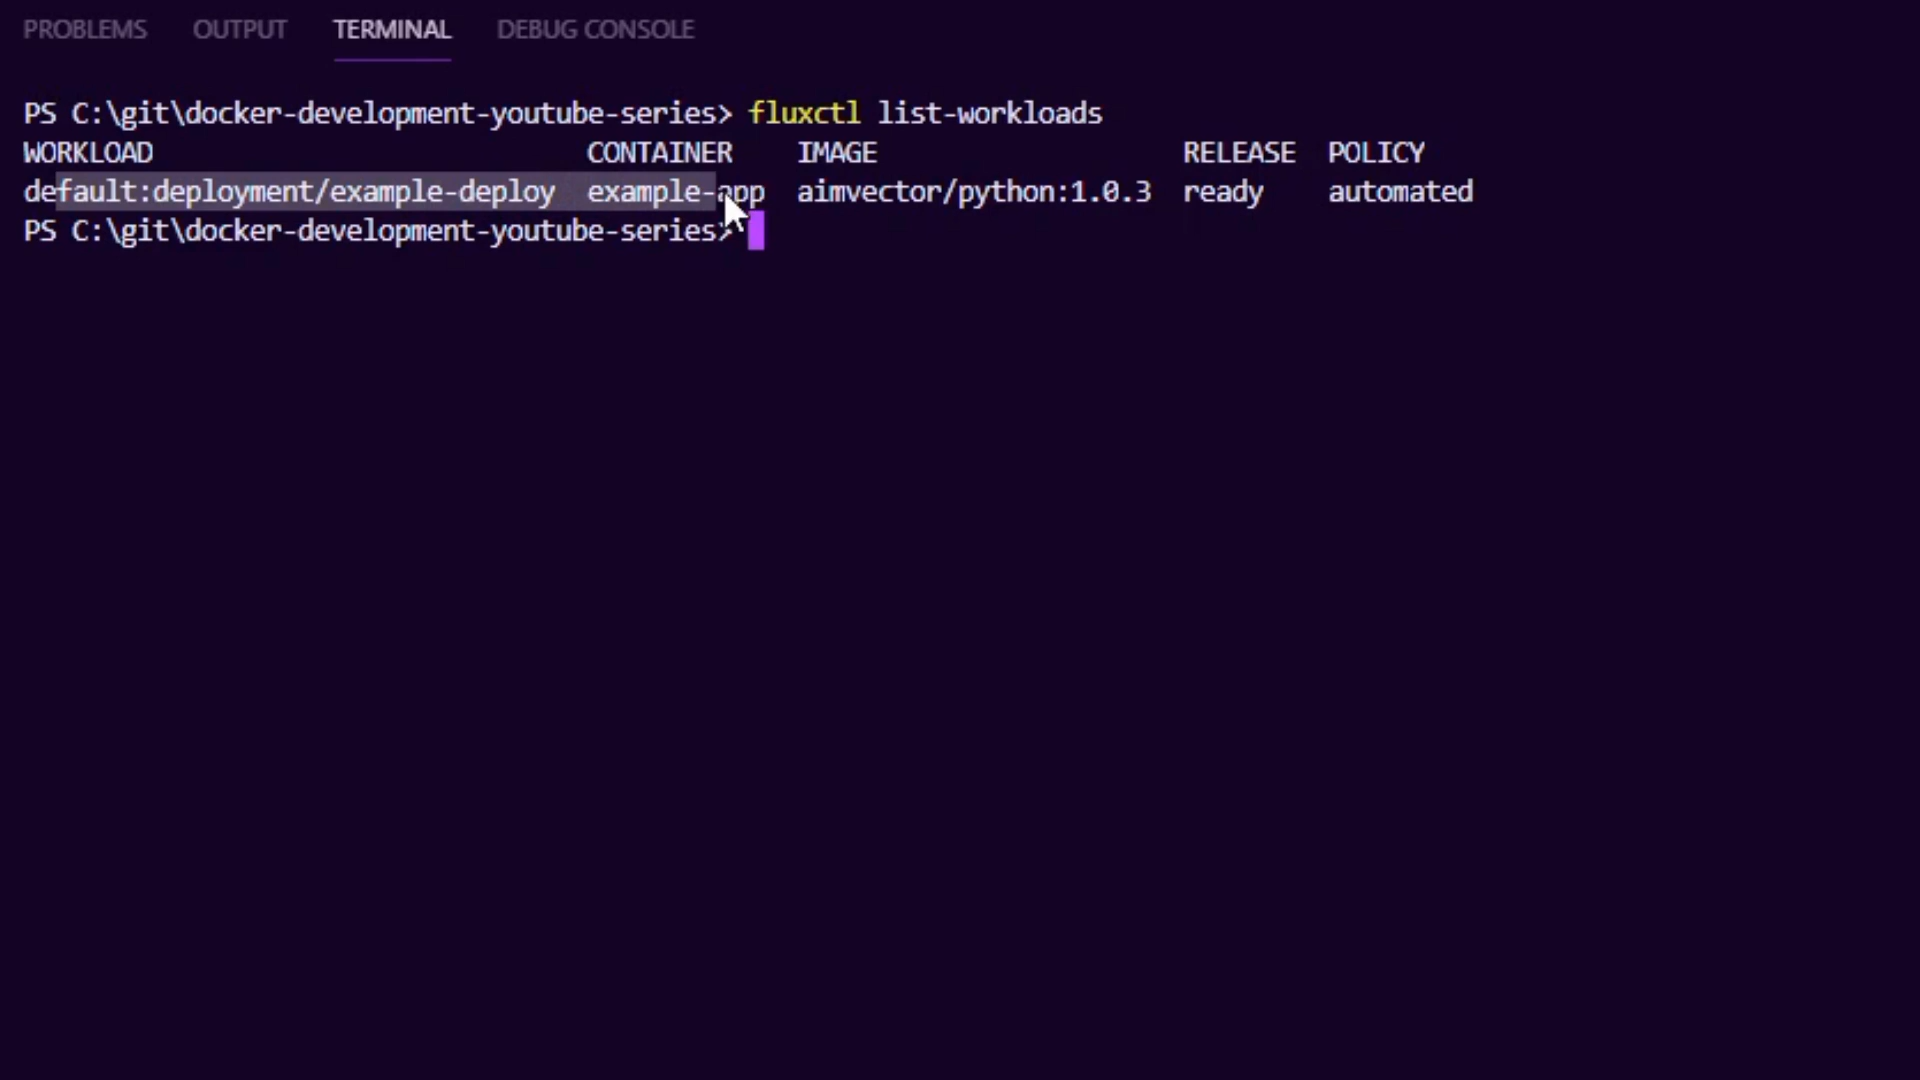 PROBLEMS OUTPUT TERMINAL DEBUG CONSOLE
PS C:\git\docker-development-youtube-series> fluxctl list-workloads
WORKLOAD CONTAINER IMAGE RELEASE POLICY
default:deployment/example-deploy example-app aimvector/python:1.0.3 ready automated
PS C:\git\docker-development-youtube-series>